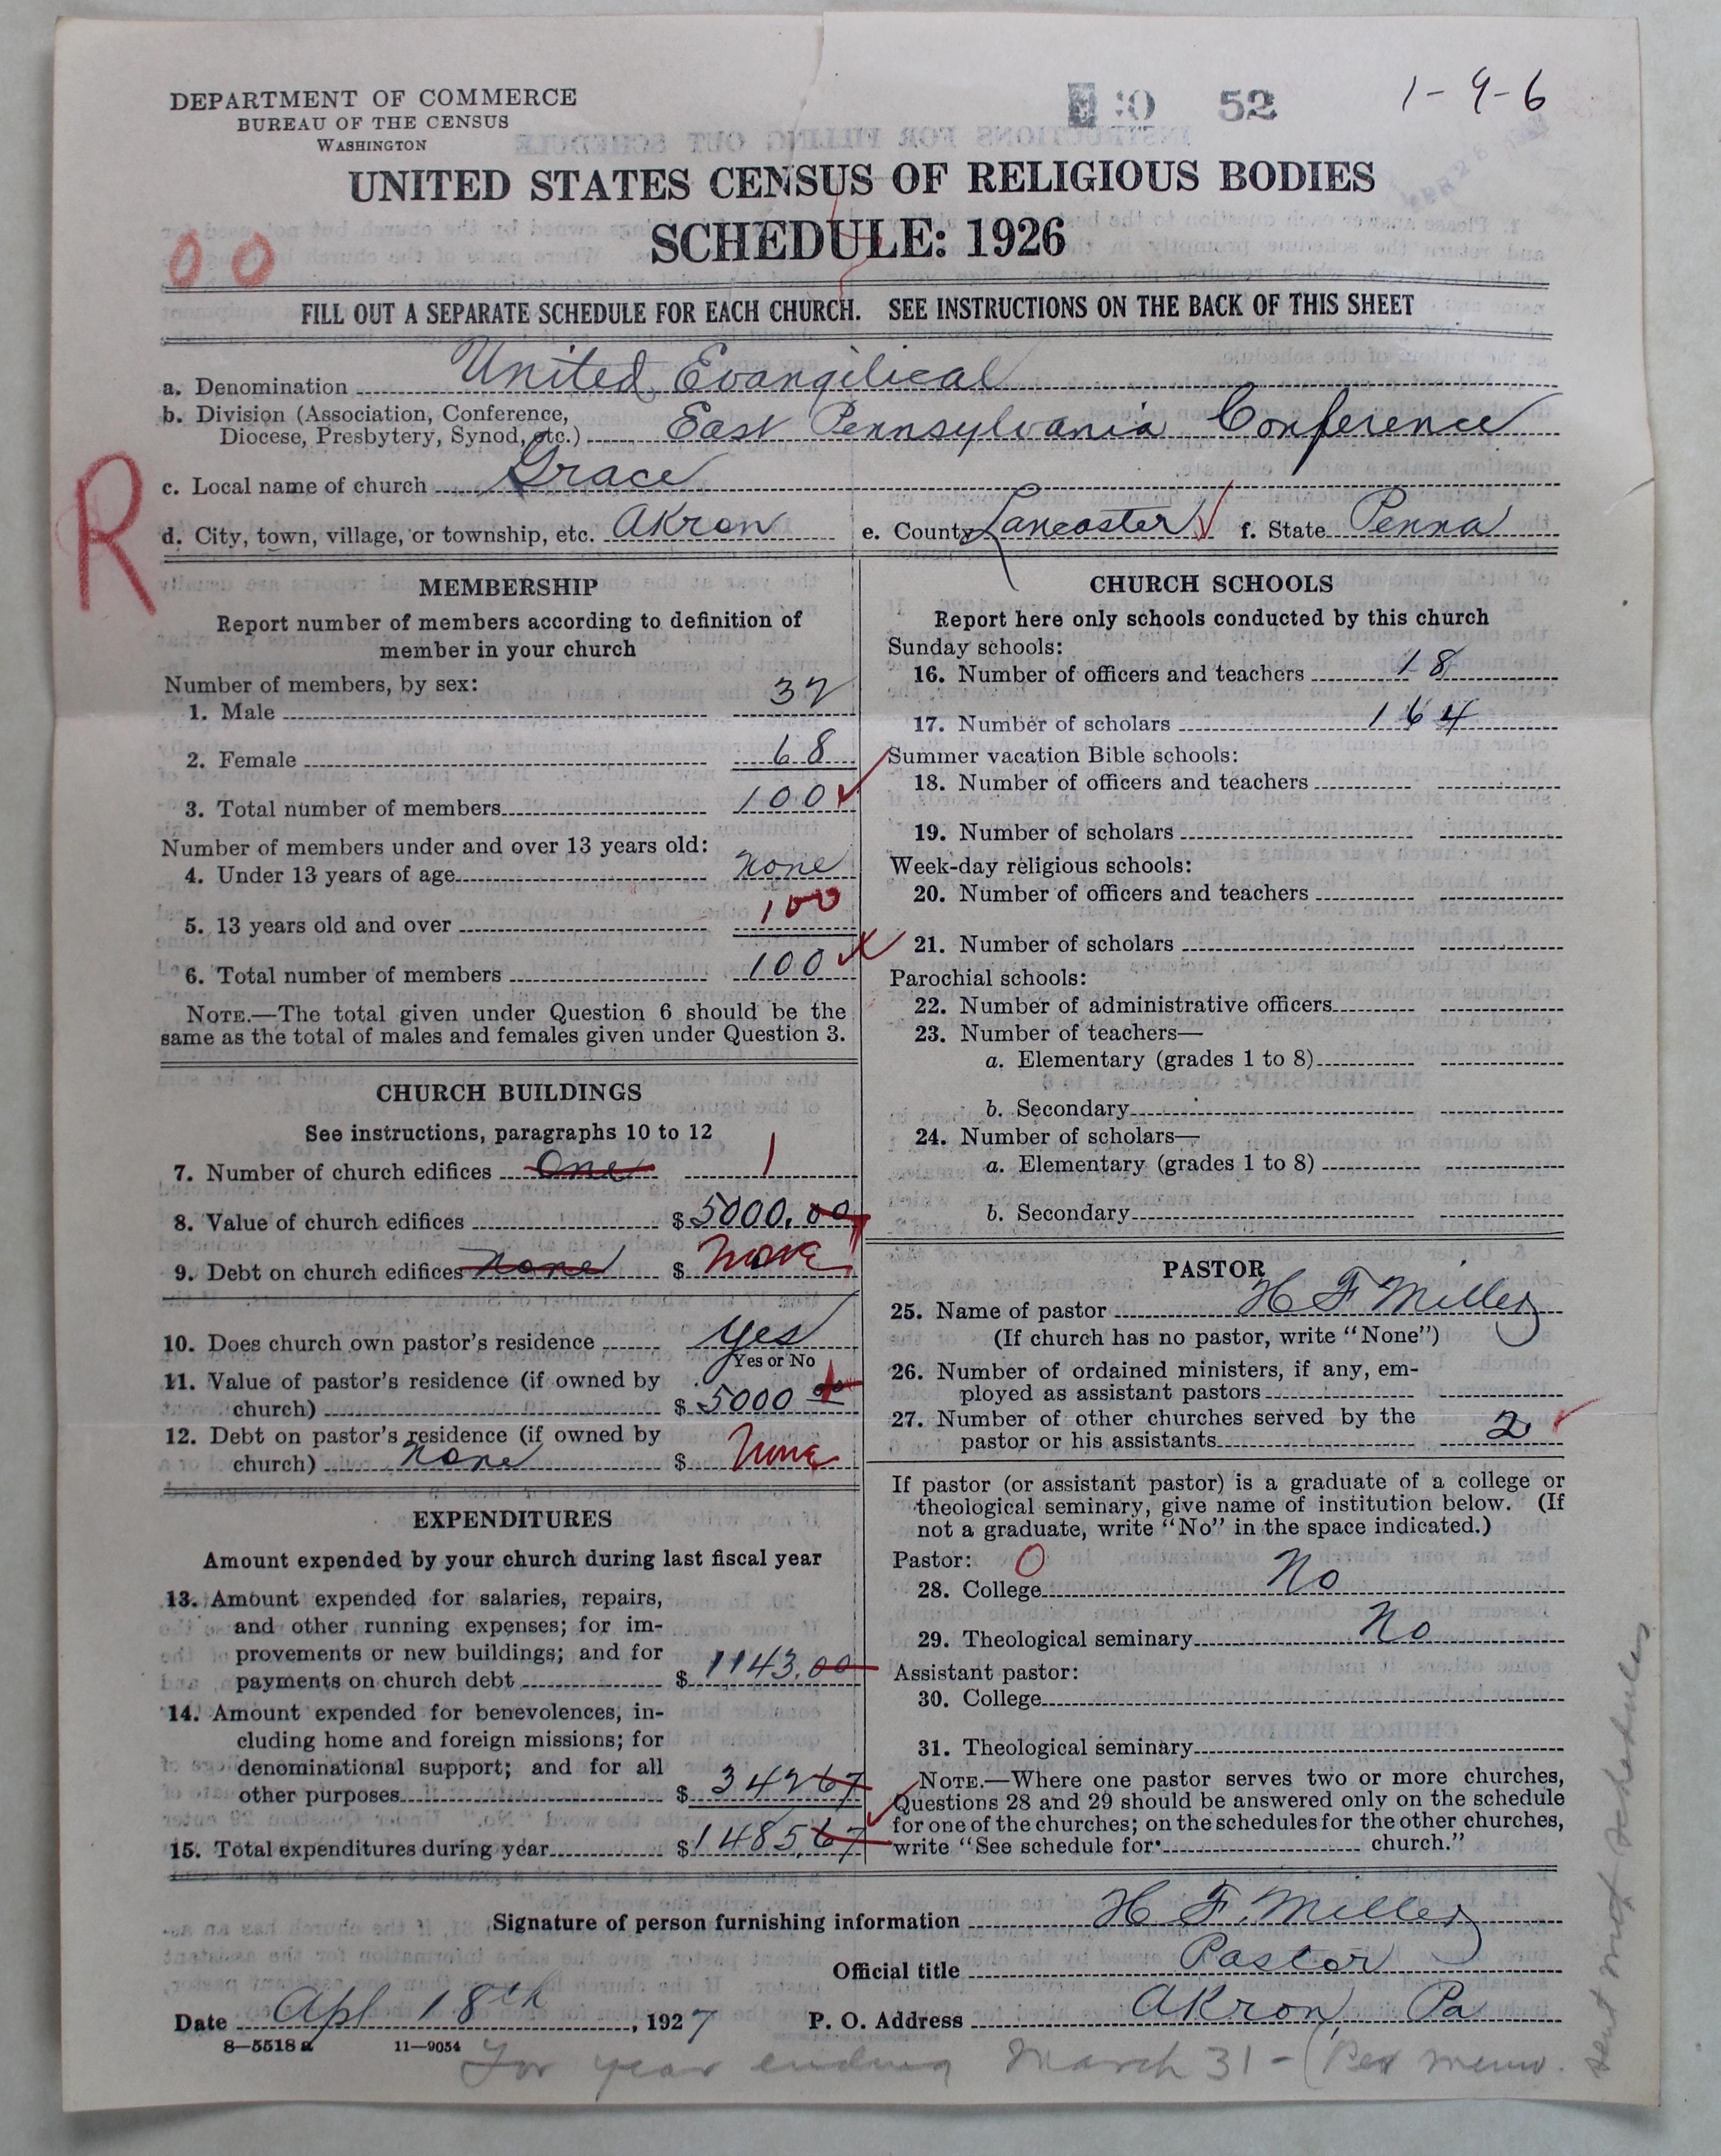 DEPARTMENT OF COMMERCE
BUREAU OF THE CENSUS
WASHINGTON
52
1-9-6
UNITED STATES CENSUS OF RELIGIOUS BODIES
SCHEDULE: 1926
00
FILL OUT A SEPARATE SCHEDULE FOR EACH CHURCH. SEE INSTRUCTIONS ON THE BACK OF THIS SHEET
a. Denomination United Evangilical
b. Division (Association, Conference,
Diocese, Presbytery, Synod, etc.) East Pennsylvania Conference
R
c. Local name of church Grace
d. City, town, village, or township, etc. Akron e. County Lancaster f. State Penna
MEMBERSHIP
Report number of members according to definition of
member in your church
Number of members, by sex:
1. Male 32
2. Female 68
3. Total number of members 100
Number of members under and over 13 years old:
4. Under 13 years of age none
5. 13 years old and over 100
6. Total number of members 100
NOTE.—The total given under Question 6 should be the
same as the total of males and females given under Question 3.
CHURCH BUILDINGS
See instructions, paragraphs 10 to 12
7. Number of church edifices One 1
8. Value of church edifices $5000.00
9. Debt on church edifices none $ None
10. Does church own pastor's residence yes
Yes or No
11. Value of pastor's residence (if owned by
church) $5000 00
12. Debt on pastor's residence (if owned by
church) none $ None
EXPENDITURES
Amount expended by your church during last fiscal year
13. Amount expended for salaries, repairs,
and other running expenses; for im-
provements or new buildings; and for
payments on church debt $1143.00
14. Amount expended for benevolences, in-
cluding home and foreign missions; for
denominational support; and for all
other purposes $34267
15. Total expenditures during year $1485.67
CHURCH SCHOOLS
Report here only schools conducted by this church
Sunday schools:
16. Number of officers and teachers 18
17. Number of scholars 164
Summer vacation Bible schools:
18. Number of officers and teachers
19. Number of scholars
Week-day religious schools:
20. Number of officers and teachers
21. Number of scholars
Parochial schools:
22. Number of administrative officers
23. Number of teachers—
a. Elementary (grades 1 to 8)
b. Secondary
24. Number of scholars—
a. Elementary (grades 1 to 8)
b. Secondary
PASTOR
25. Name of pastor H F Miller
(If church has no pastor, write "None")
26. Number of ordained ministers, if any, em-
ployed as assistant pastors
27. Number of other churches served by the
pastor or his assistants 2
If pastor (or assistant pastor) is a graduate of a college or
theological seminary, give name of institution below. (If
not a graduate, write "No" in the space indicated.)
Pastor: 0
28. College No
29. Theological seminary No
Assistant pastor:
30. College
31. Theological seminary
NOTE.—Where one pastor serves two or more churches,
Questions 28 and 29 should be answered only on the schedule
for one of the churches; on the schedules for the other churches,
write "See schedule for church."
Signature of person furnishing information H F. Miller
Official title Pastor
Date Apl 18th, 1927 P. O. Address Akron, Pa
8—5518a 11—9054
For year ending March 31 - (Per memo.
sent schedules